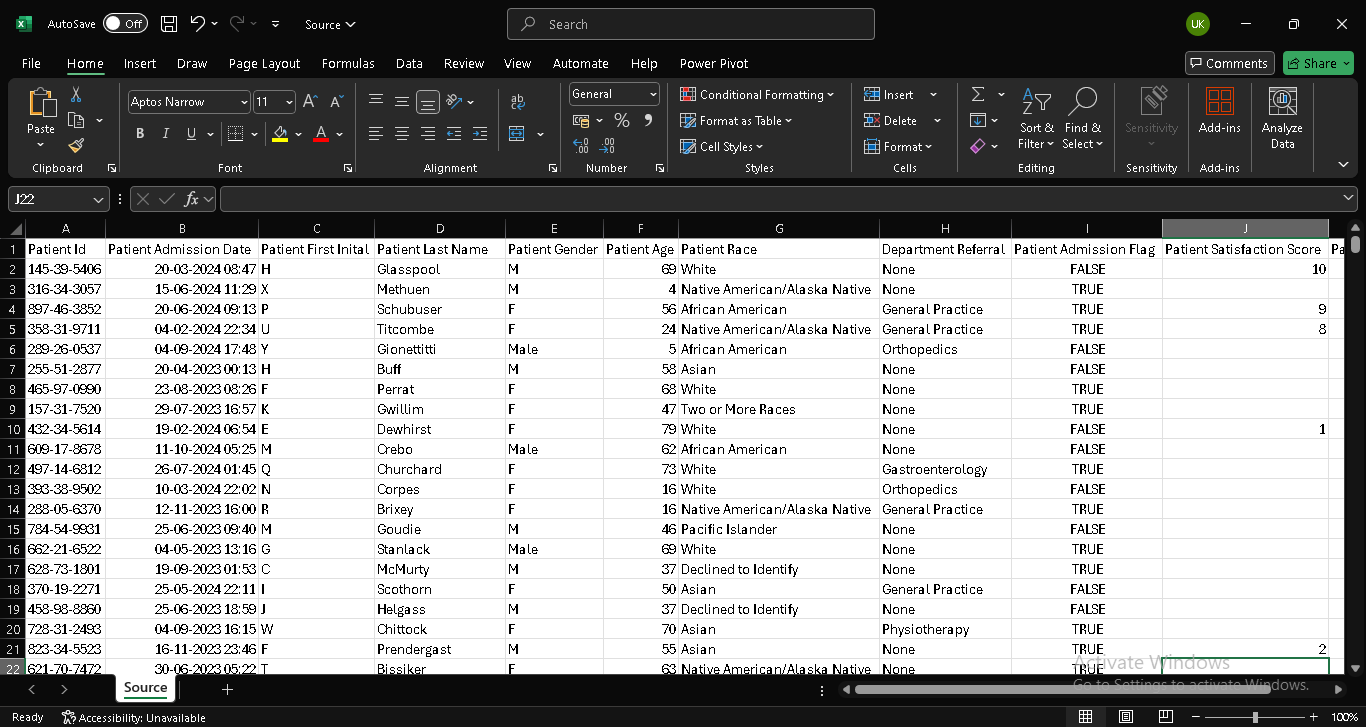 AutoSave Off Source Search UK
File Home Insert Draw Page Layout Formulas Data Review View Automate Help Power Pivot Comments Share
Aptos Narrow 11 A A General Conditional Formatting Insert
Paste B I U A ab % Format as Table Delete Sort & Filter Find & Select Sensitivity Add-ins Analyze Data
Cell Styles Format
Clipboard Font Alignment Number Styles Cells Editing Sensitivity Add-ins
J22 fx
A B C D E F G H I J
1 Patient Id Patient Admission Date Patient First Inital Patient Last Name Patient Gender Patient Age Patient Race Department Referral Patient Admission Flag Patient Satisfaction Score Pa
2 145-39-5406 20-03-2024 08:47 H Glasspool M 69 White None FALSE 10
3 316-34-3057 15-06-2024 11:29 X Methuen M 4 Native American/Alaska Native None TRUE
4 897-46-3852 20-06-2024 09:13 P Schubuser F 56 African American General Practice TRUE 9
5 358-31-9711 04-02-2024 22:34 U Titcombe F 24 Native American/Alaska Native General Practice TRUE 8
6 289-26-0537 04-09-2024 17:48 Y Gionettitti Male 5 African American Orthopedics FALSE
7 255-51-2877 20-04-2023 00:13 H Buff M 58 Asian None FALSE
8 465-97-0990 23-08-2023 08:26 F Perrat F 68 White None TRUE
9 157-31-7520 29-07-2023 16:57 K Gwillim F 47 Two or More Races None TRUE
10 432-34-5614 19-02-2024 06:54 E Dewhirst F 79 White None FALSE 1
11 609-17-8678 11-10-2024 05:25 M Crebo Male 62 African American None FALSE
12 497-14-6812 26-07-2024 01:45 Q Churchard F 73 White Gastroenterology TRUE
13 393-38-9502 10-03-2024 22:02 N Corpes F 16 White Orthopedics FALSE
14 288-05-6370 12-11-2023 16:00 R Brixey F 16 Native American/Alaska Native General Practice TRUE
15 784-54-9931 25-06-2023 09:40 M Goudie M 46 Pacific Islander None FALSE
16 662-21-6522 04-05-2023 13:16 G Stanlack Male 69 White None TRUE
17 628-73-1801 19-09-2023 01:53 C McMurty M 37 Declined to Identify None TRUE
18 370-19-2271 25-05-2024 22:11 I Scothorn F 50 Asian General Practice FALSE
19 458-98-8860 25-06-2023 18:59 J Helgass M 37 Declined to Identify None FALSE
20 728-31-2493 04-09-2023 16:15 W Chittock F 70 Asian Physiotherapy TRUE
21 823-34-5523 16-11-2023 23:46 F Prendergast M 55 Asian None TRUE 2
22 621-70-7472 30-06-2023 05:22 T Bissiker F 63 Native American/Alaska Native None TRUE
Activate Windows
Go to Settings to activate Windows.
Source
Ready Accessibility: Unavailable 100%